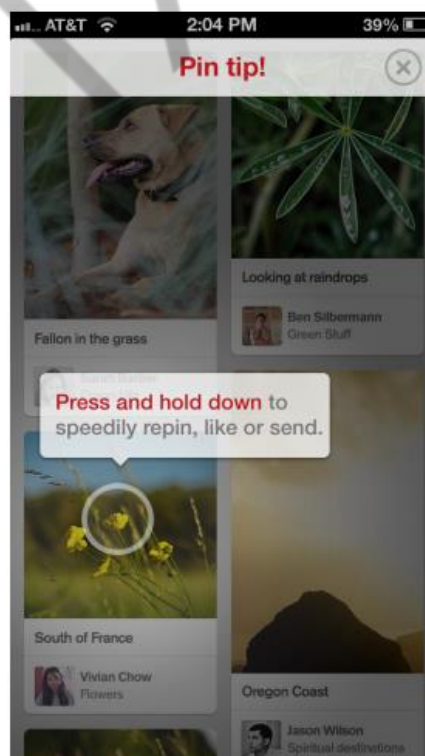 AT&T 2:04 PM 39%
Pin tip!
Looking at raindrops
Ben Silbermann
Green Stuff
Fallon in the grass
Press and hold down to
speedily repin, like or send.
South of France
Vivian Chow
Flowers
Oregon Coast
Jason Wilson
Spiritual destinations